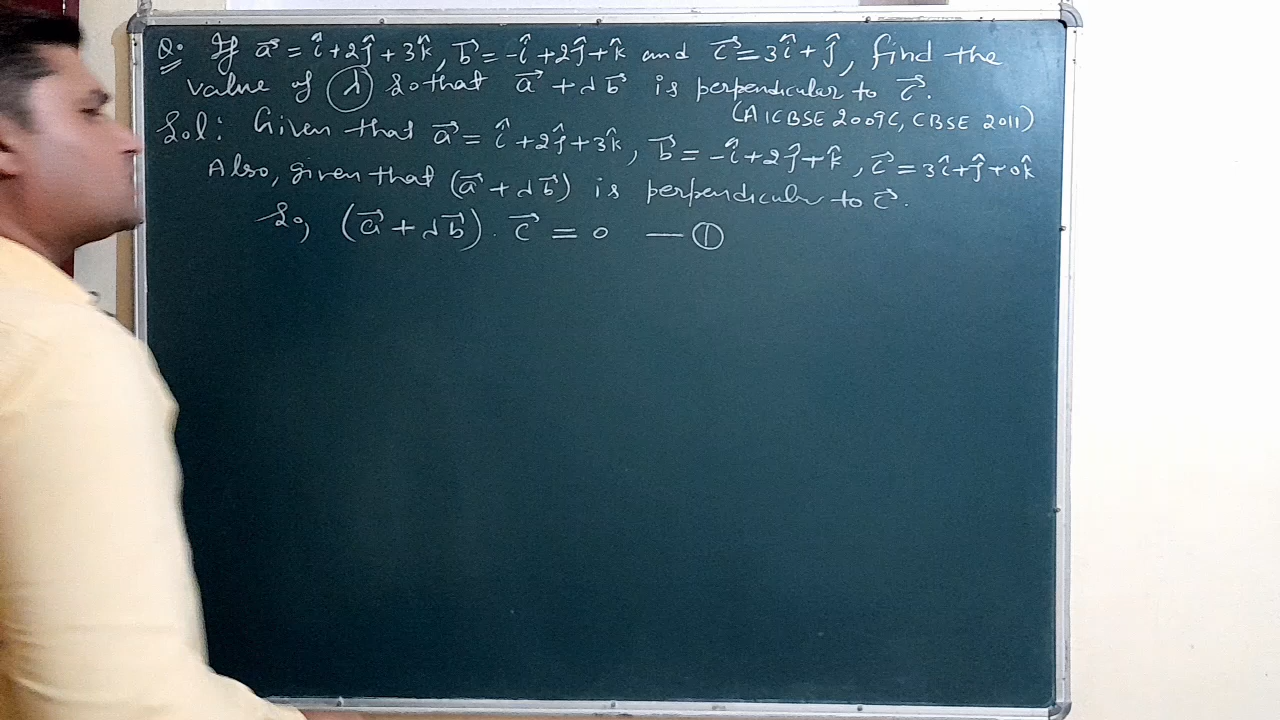 Q. If a⃗ = î + 2ĵ + 3k̂, b⃗ = -î + 2ĵ + k̂ and c⃗ = 3î + ĵ, find the
value of λ so that a⃗ + λb⃗ is perpendicular to c⃗.
(AICBSE 2009C, CBSE 2011)
Sol: Given that a⃗ = î + 2ĵ + 3k̂, b⃗ = -î + 2ĵ + k̂, c⃗ = 3î + ĵ + 0k̂
Also, given that (a⃗ + λb⃗) is perpendicular to c⃗.
So, (a⃗ + λb⃗) · c⃗ = 0 — ①